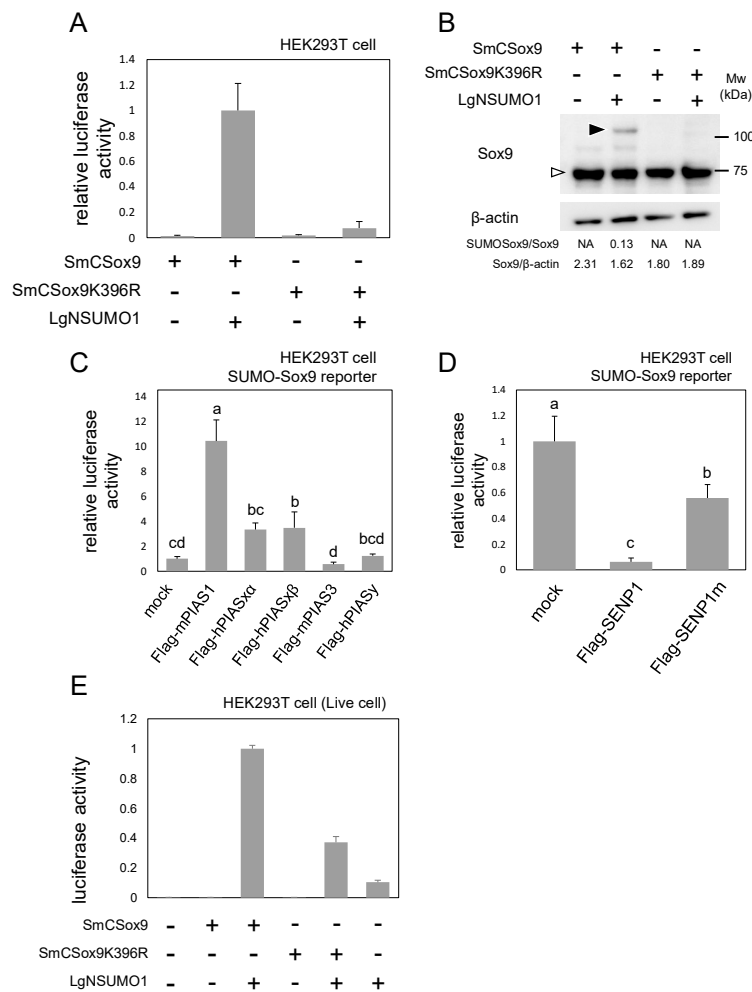 A
HEK293T cell
relative luciferase
activity
1.4
1.2
1
0.8
0.6
0.4
0.2
0
SmCSox9 + + - -
SmCSox9K396R - - + +
LgNSUMO1 - + - +
B
SmCSox9 + + - -
SmCSox9K396R - - + +
LgNSUMO1 - + - +
Mw
(kDa)
Sox9
100
75
β-actin
SUMOSox9/Sox9 NA 0.13 NA NA
Sox9/β-actin 2.31 1.62 1.80 1.89
C
HEK293T cell
SUMO-Sox9 reporter
relative luciferase
activity
14
12
10
8
6
4
2
0
cd a bc b d bcd
mock Flag-mPIAS1 Flag-hPIASxα Flag-hPIASxβ Flag-mPIAS3 Flag-hPIASy
D
HEK293T cell
SUMO-Sox9 reporter
relative luciferase
activity
1.4
1.2
1
0.8
0.6
0.4
0.2
0
a c b
mock Flag-SENP1 Flag-SENP1m
E
HEK293T cell (Live cell)
luciferase activity
1.2
1
0.8
0.6
0.4
0.2
0
SmCSox9 - + + - - -
SmCSox9K396R - - - + + -
LgNSUMO1 - - + - + +